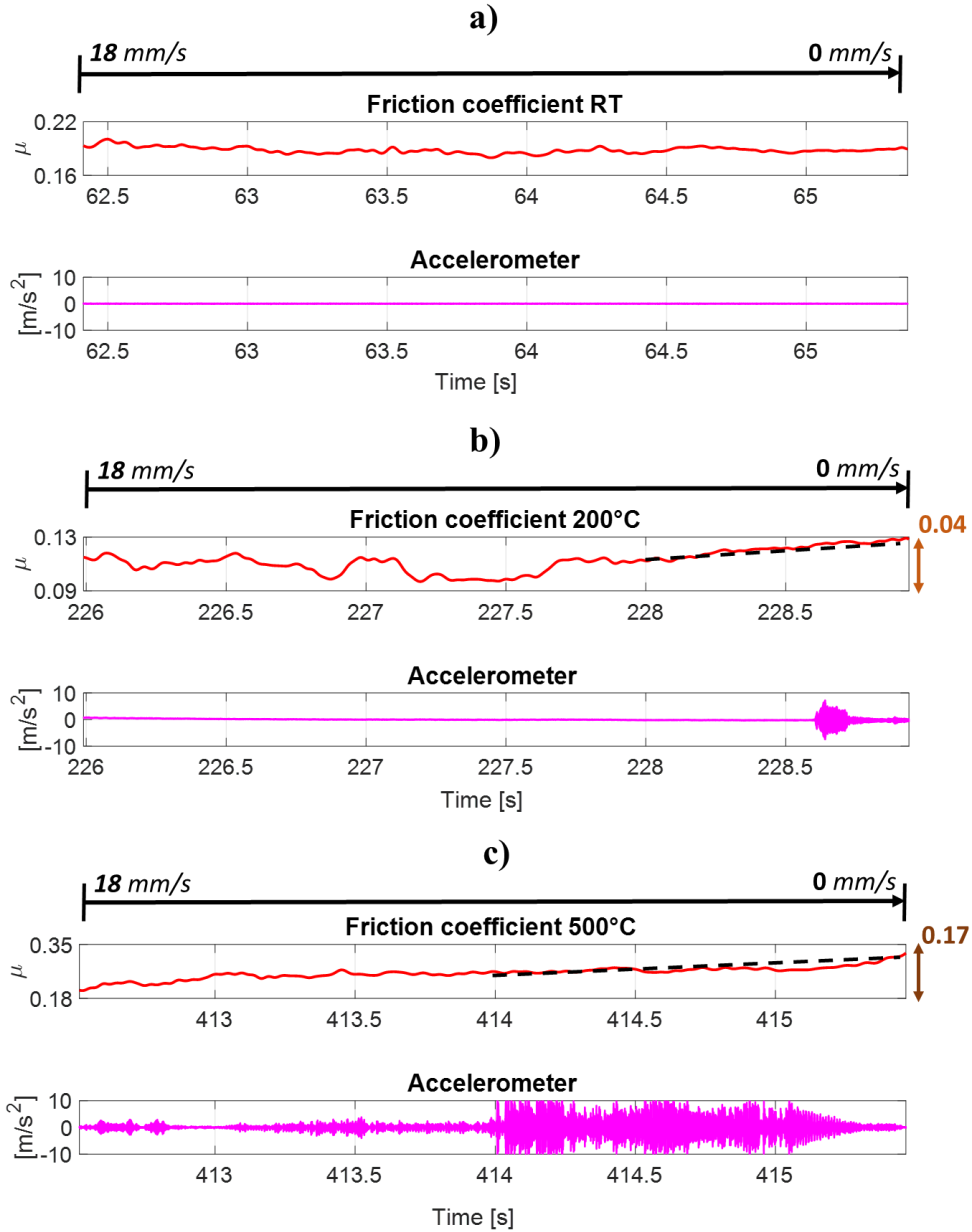 a)
18 mm/s 0 mm/s
Friction coefficient RT
0.22
μ
0.16
62.5 63 63.5 64 64.5 65
Accelerometer
10
0
-10
[m/s²]
62.5 63 63.5 64 64.5 65
Time [s]
b)
18 mm/s 0 mm/s
Friction coefficient 200°C
0.04
0.13
μ
0.09
226 226.5 227 227.5 228 228.5
Accelerometer
10
0
-10
[m/s²]
226 226.5 227 227.5 228 228.5
Time [s]
c)
18 mm/s 0 mm/s
Friction coefficient 500°C
0.17
0.35
μ
0.18
413 413.5 414 414.5 415
Accelerometer
10
0
-10
[m/s²]
413 413.5 414 414.5 415
Time [s]